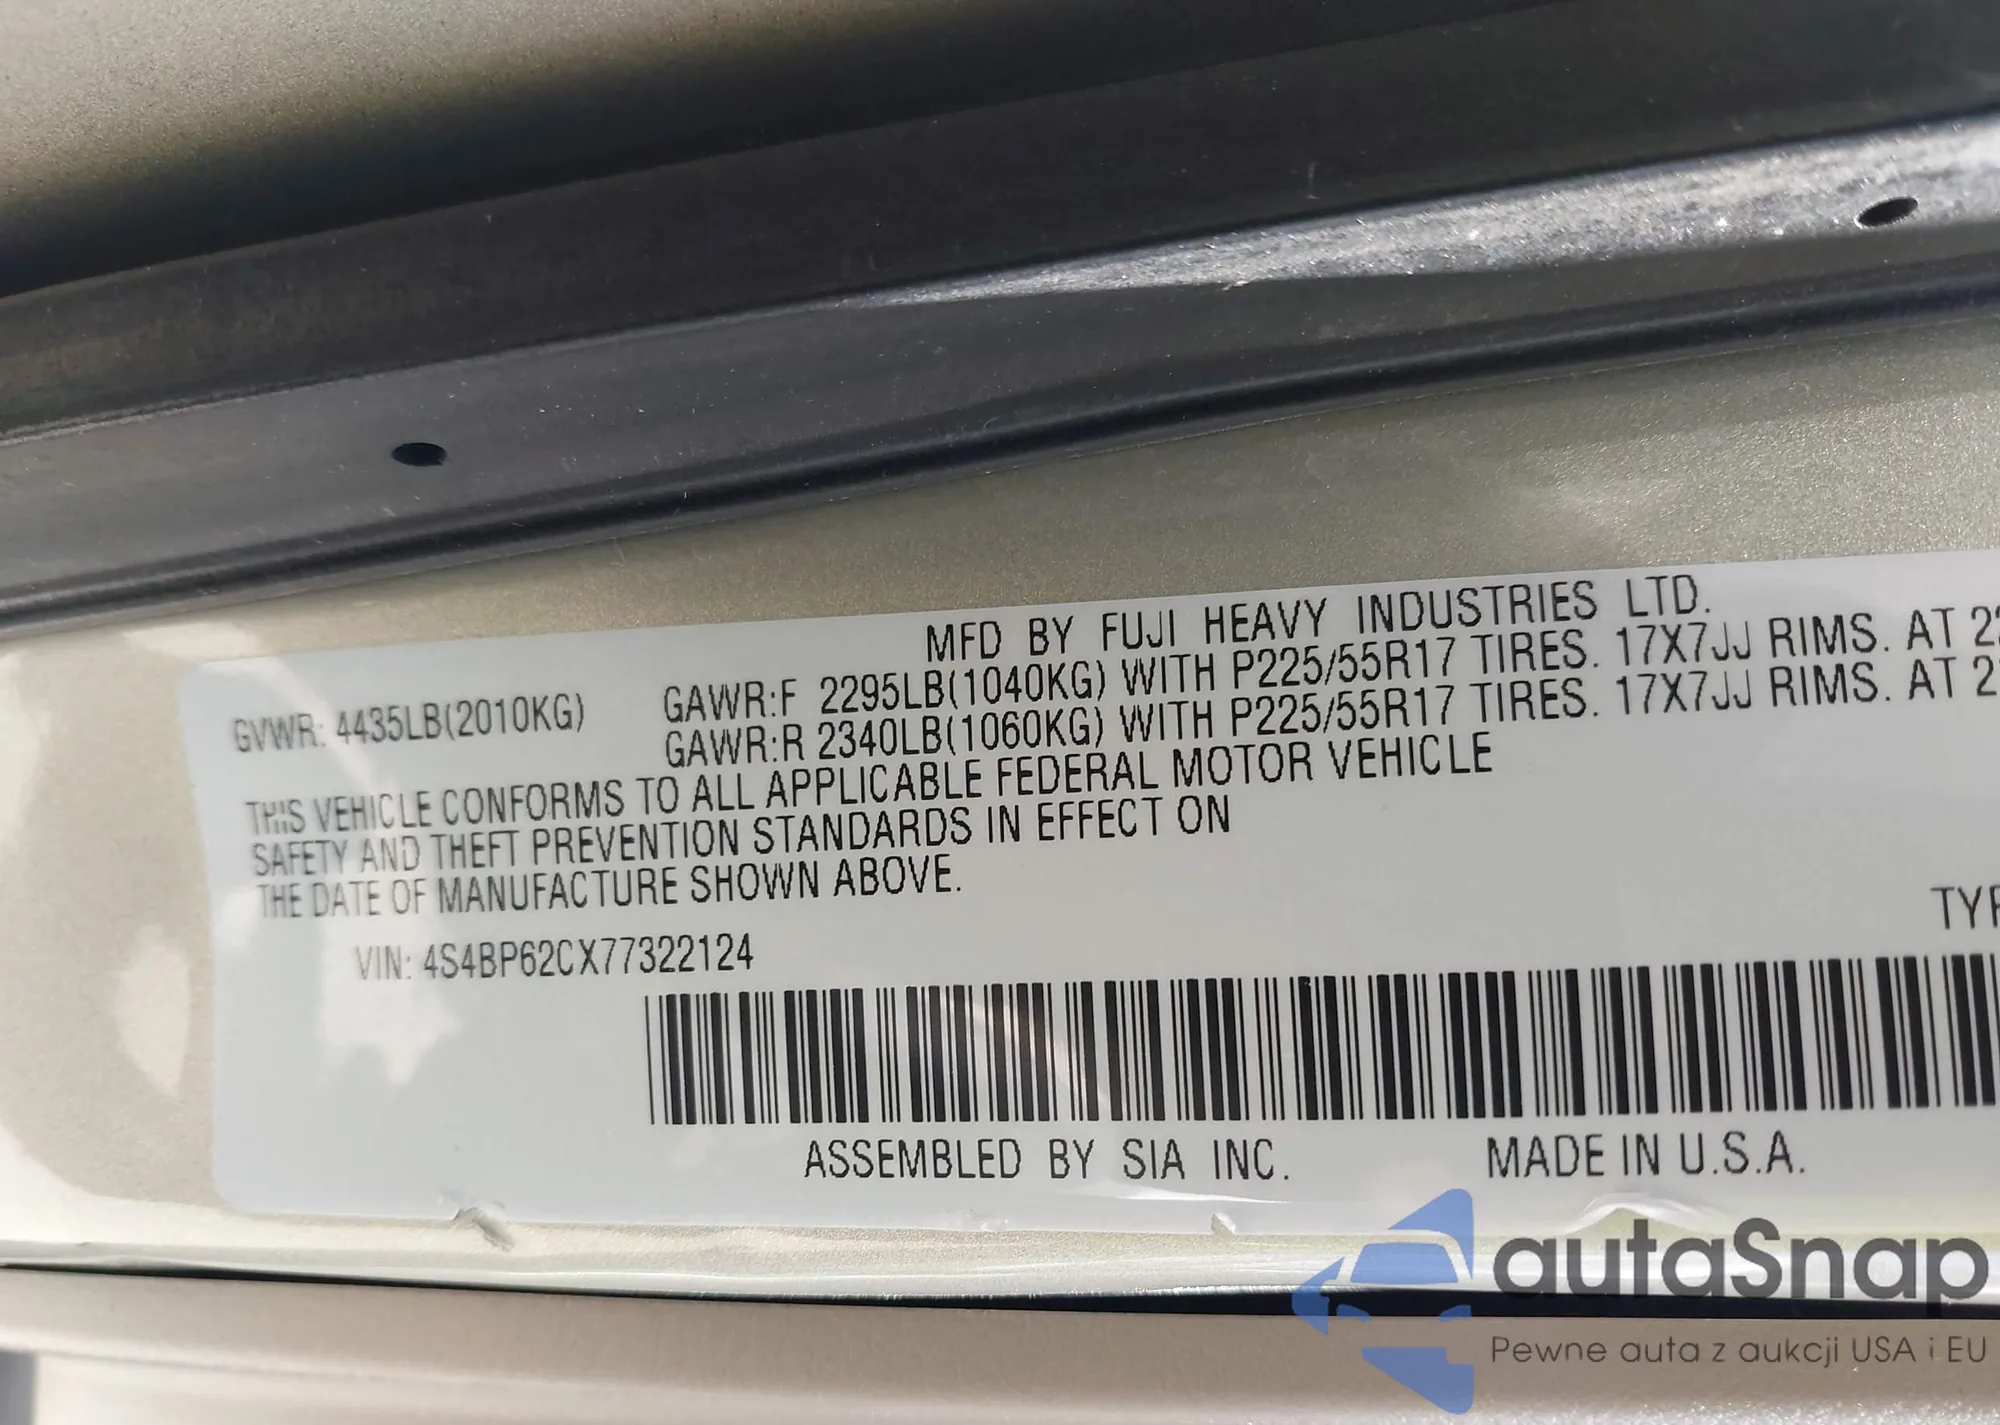 MFD BY FUJI HEAVY INDUSTRIES LTD.
GVWR: 4435LB(2010KG)
GAWR:F 2295LB(1040KG) WITH P225/55R17 TIRES. 17X7JJ RIMS. AT
GAWR:R 2340LB(1060KG) WITH P225/55R17 TIRES. 17X7JJ RIMS. AT
THIS VEHICLE CONFORMS TO ALL APPLICABLE FEDERAL MOTOR VEHICLE
SAFETY AND THEFT PREVENTION STANDARDS IN EFFECT ON
THE DATE OF MANUFACTURE SHOWN ABOVE.
VIN: 4S4BP62CX77322124
ASSEMBLED BY SIA INC. MADE IN U.S.A.
autaSnap
Pewne auta z aukcji USA i EU